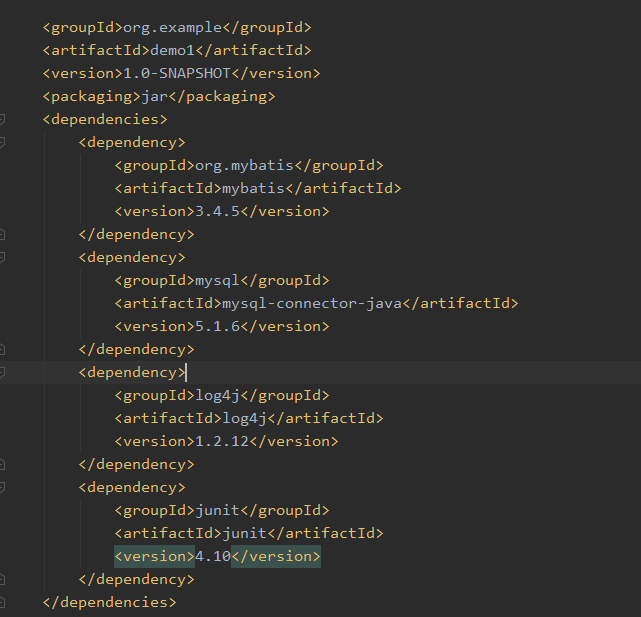 <groupId>org.example</groupId>
<artifactId>demo1</artifactId>
<version>1.0-SNAPSHOT</version>
<packaging>jar</packaging>
<dependencies>
<dependency>
<groupId>org.mybatis</groupId>
<artifactId>mybatis</artifactId>
<version>3.4.5</version>
</dependency>
<dependency>
<groupId>mysql</groupId>
<artifactId>mysql-connector-java</artifactId>
<version>5.1.6</version>
</dependency>
<dependency>
<groupId>log4j</groupId>
<artifactId>log4j</artifactId>
<version>1.2.12</version>
</dependency>
<dependency>
<groupId>junit</groupId>
<artifactId>junit</artifactId>
<version>4.10</version>
</dependency>
</dependencies>